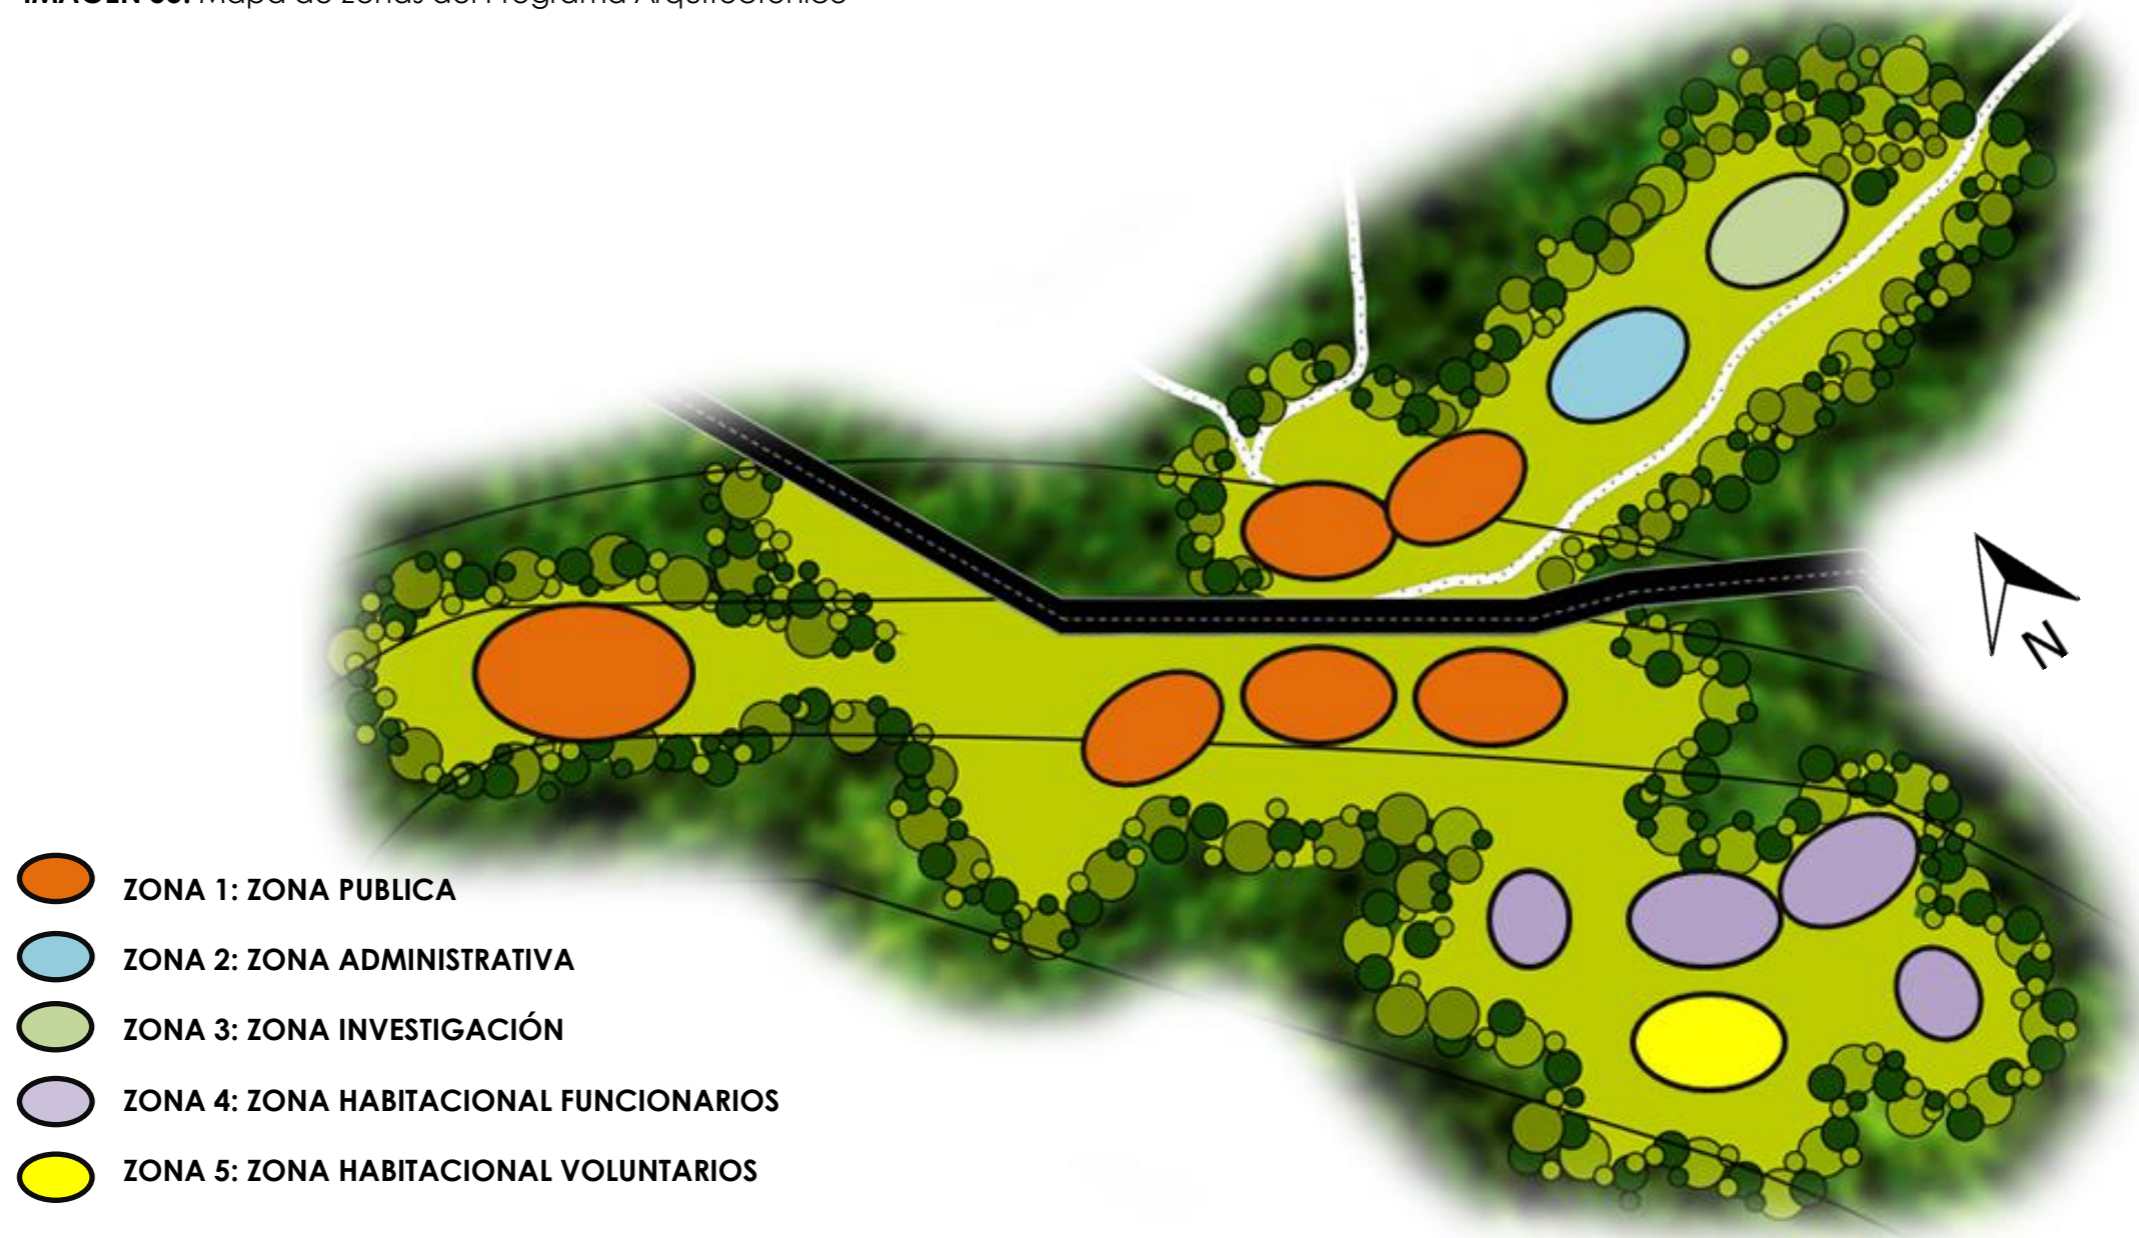 Mapa de zonas del Programa Arquitectónico
N
ZONA 1: ZONA PUBLICA
ZONA 2: ZONA ADMINISTRATIVA
ZONA 3: ZONA INVESTIGACIÓN
ZONA 4: ZONA HABITACIONAL FUNCIONARIOS
ZONA 5: ZONA HABITACIONAL VOLUNTARIOS